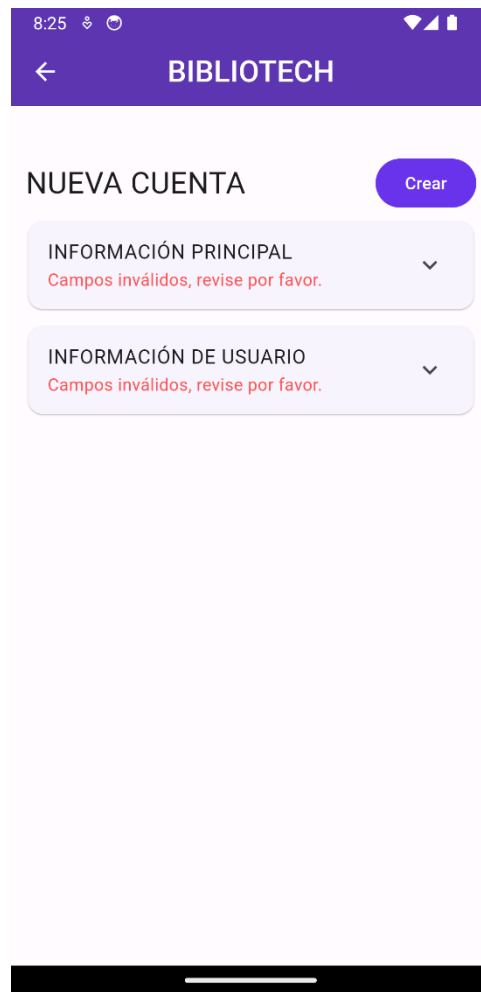 8:25
BIBLIOTECH
NUEVA CUENTA
Crear
INFORMACIÓN PRINCIPAL
Campos inválidos, revise por favor.
INFORMACIÓN DE USUARIO
Campos inválidos, revise por favor.